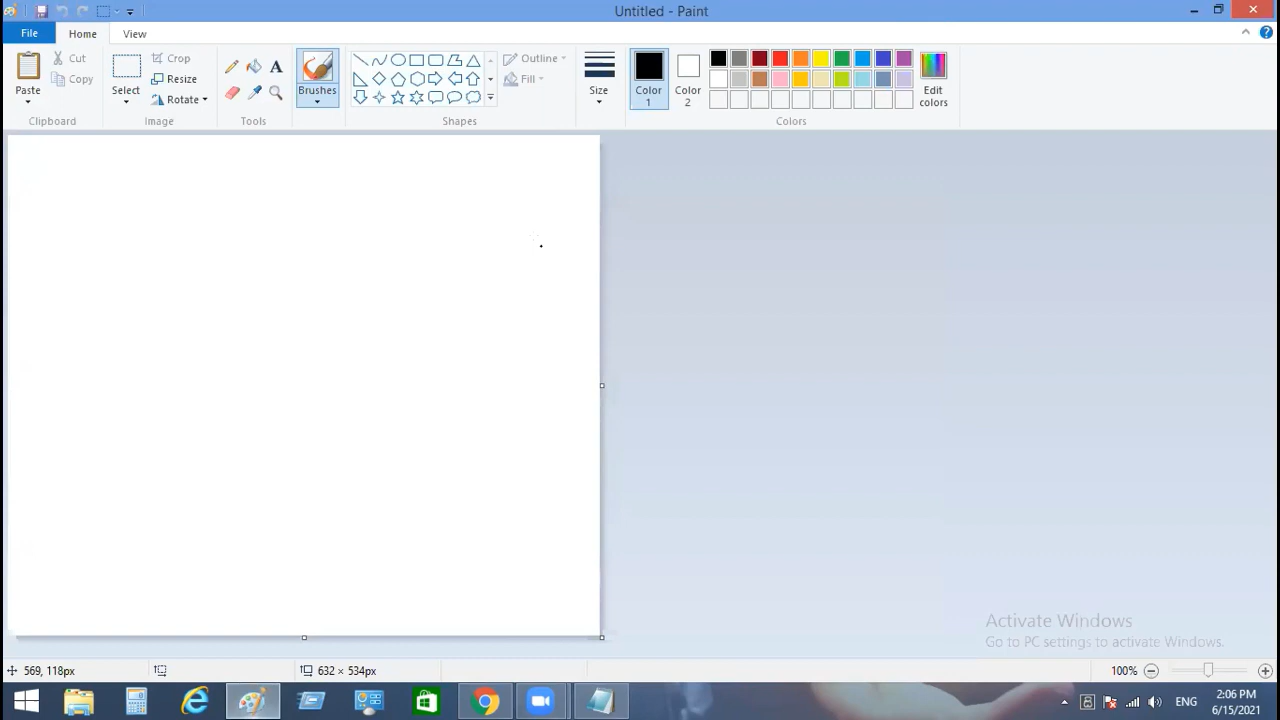 Untitled - Paint
File Home View
Paste
Cut
Copy
Clipboard
Select
Crop
Resize
Rotate
Image
A
Tools
Brushes
Shapes
Outline
Fill
Size
Color
1
Color
2
Edit
colors
Colors
Activate Windows
Go to PC settings to activate Windows.
569, 118px
632 × 534px
100%
ENG
2:06 PM
6/15/2021